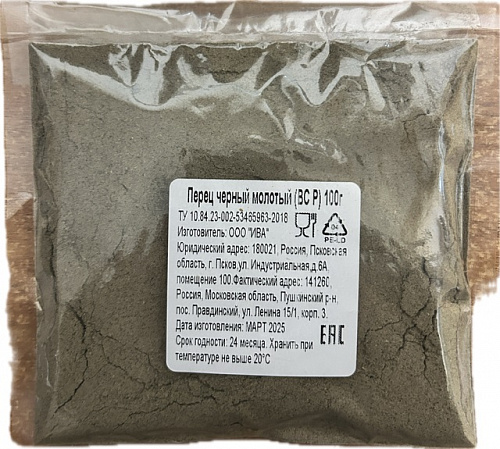 Перец черный молотый (ВС Р) 100г
ТУ 10.84.23-002-53485963-2018
Изготовитель: ООО "ИВА"
04
PE-LD
Юридический адрес: 180021, Россия, Псковская
область, г. Псков,ул. Индустриальная,д.6А,
помещение 100.Фактический адрес: 141260,
Россия, Московская область, Пушкинский р-н,
пос. Правдинский, ул. Ленина 15/1, корп. 3.
Дата изготовления: МАРТ 2025
EAC
Срок годности: 24 месяца. Хранить при
температуре не выше 20°С